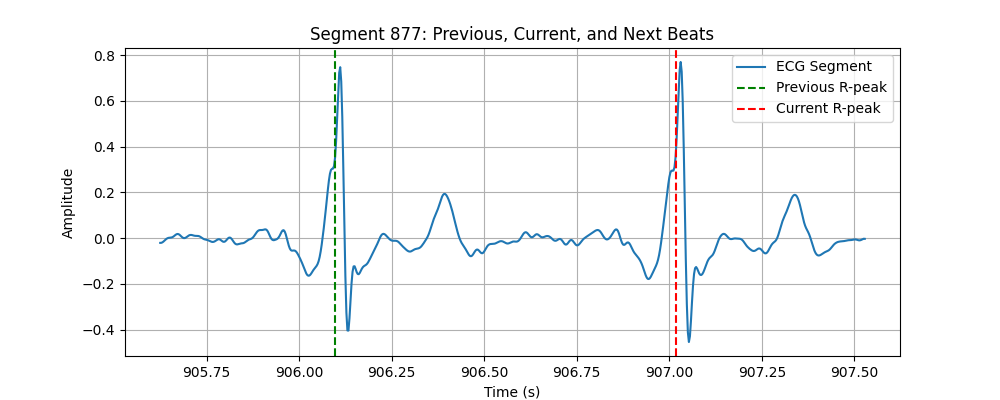 Segment 877: Previous, Current, and Next Beats
0.8
0.6
0.4
0.2
0.0
−0.2
−0.4
Amplitude
ECG Segment
Previous R-peak
Current R-peak
905.75 906.00 906.25 906.50 906.75 907.00 907.25 907.50
Time (s)